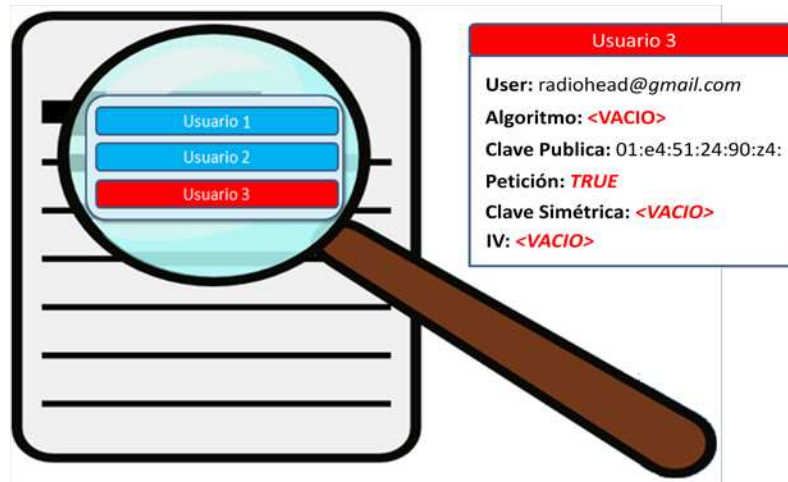 Usuario 1
Usuario 2
Usuario 3
Usuario 3
User: radiohead@gmail.com
Algoritmo: <VACIO>
Clave Publica: 01:e4:51:24:90:z4:
Petición: TRUE
Clave Simétrica: <VACIO>
IV: <VACIO>